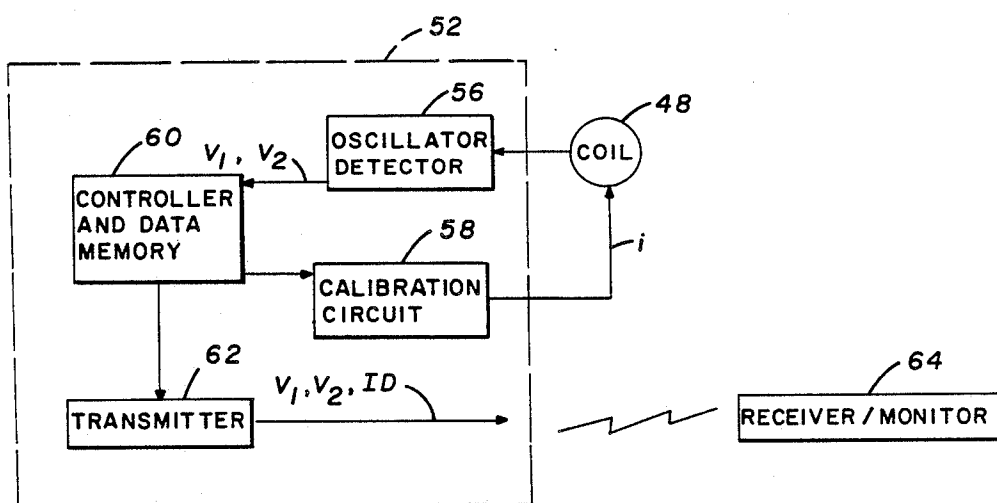 52
56
48
60
OSCILLATOR
DETECTOR
COIL
V1, V2
CONTROLLER
AND DATA
MEMORY
58
i
CALIBRATION
CIRCUIT
62
V1, V2, ID
64
TRANSMITTER
RECEIVER/MONITOR